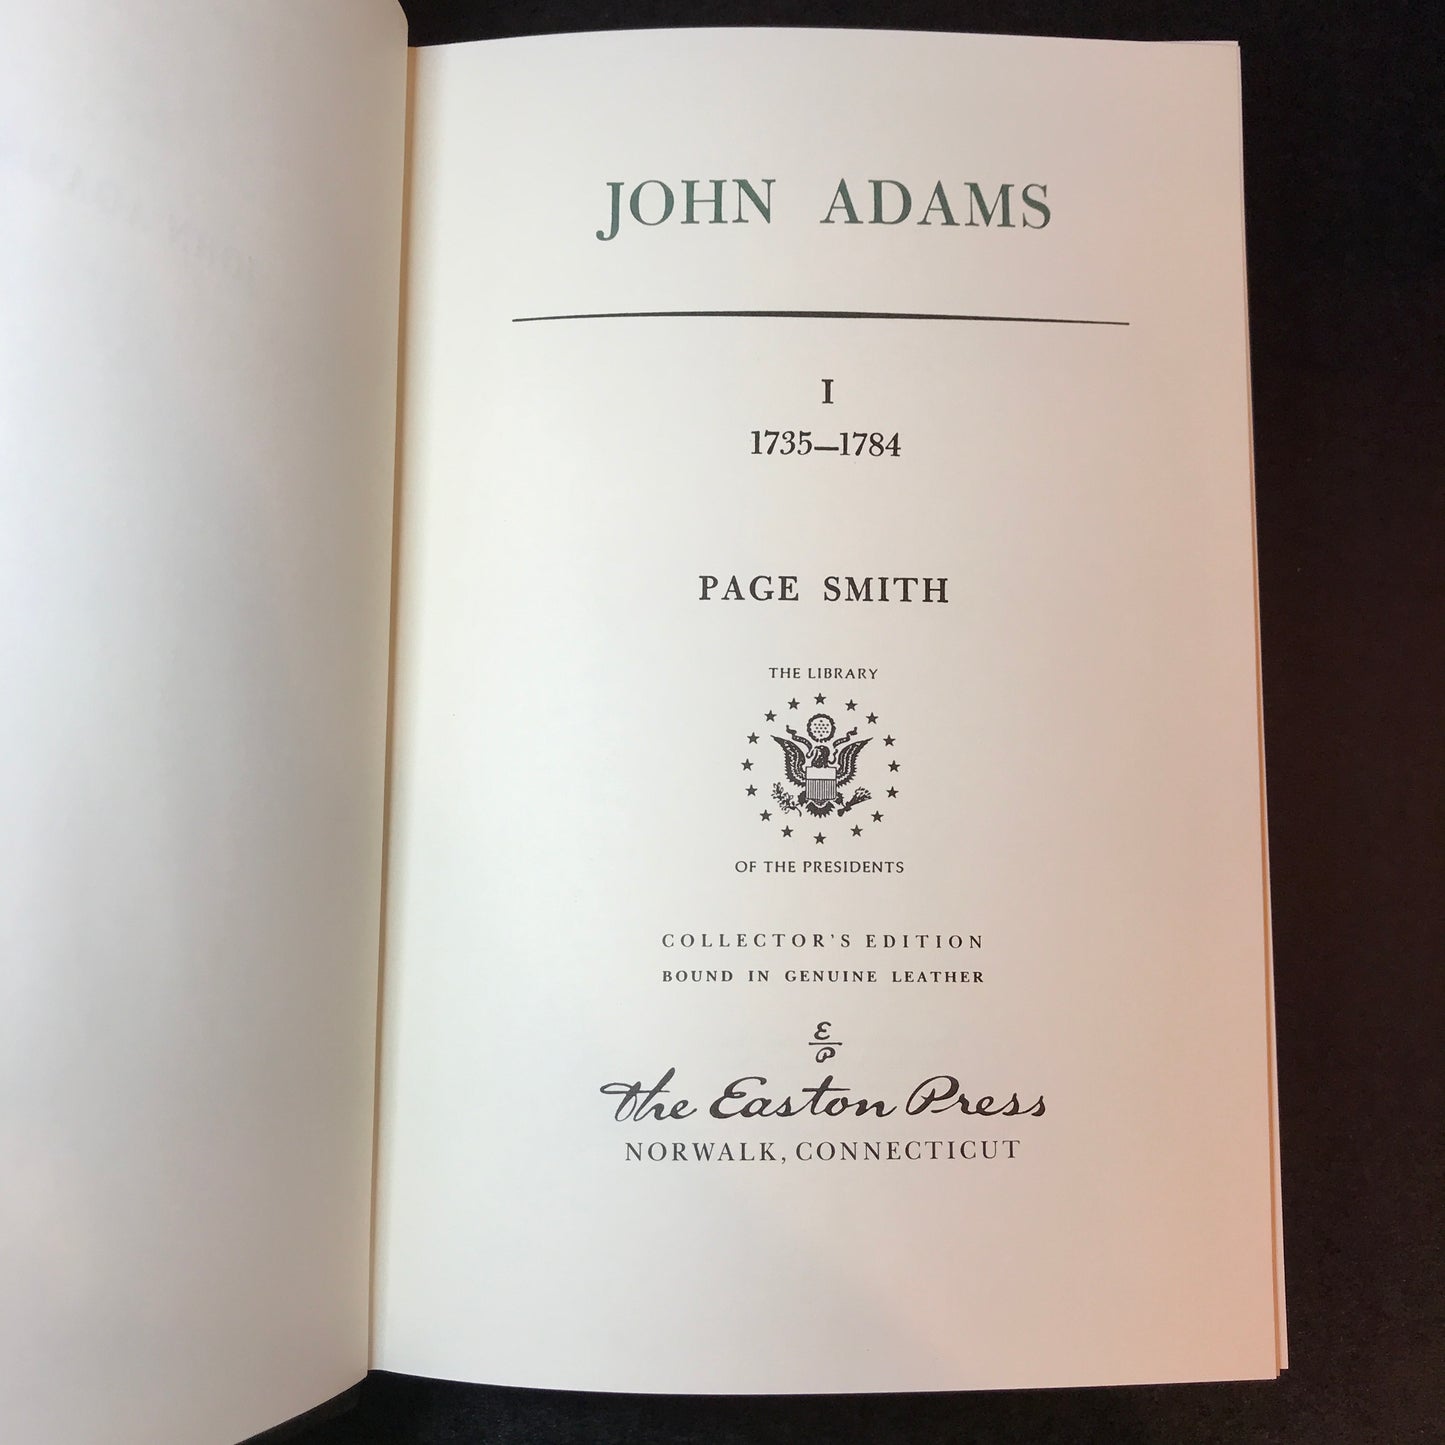 JOHN ADAMS
I
1735—1784
PAGE SMITH
THE LIBRARY
OF THE PRESIDENTS
COLLECTOR'S EDITION
BOUND IN GENUINE LEATHER
E
P
The Easton Press
NORWALK, CONNECTICUT